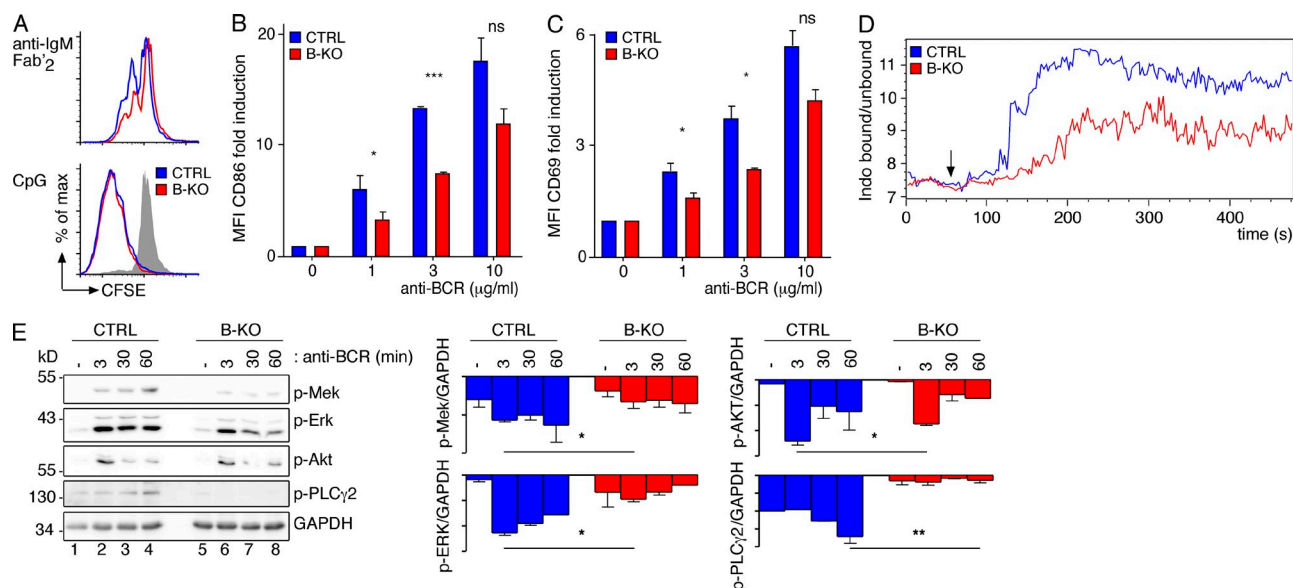 A
anti-IgM
Fab'2
CpG
CTRL
B-KO
% of max
CFSE
B
ns
20
CTRL
B-KO
***
10
*
0
MFI CD86 fold induction
0 1 3 10
anti-BCR (µg/ml)
C
ns
6
CTRL
B-KO
*
*
3
0
MFI CD69 fold induction
0 1 3 10
anti-BCR (µg/ml)
D
CTRL
B-KO
11
10
9
8
7
Indo bound/unbound
0 100 200 300 400
time (s)
E
CTRL B-KO
kD - 3 30 60 - 3 30 60 : anti-BCR (min)
55 p-Mek
43 p-Erk
55 p-Akt
130 p-PLCγ2
34 GAPDH
1 2 3 4 5 6 7 8
CTRL B-KO
- 3 30 60 - 3 30 60
p-Mek/GAPDH
*
p-ERK/GAPDH
*
CTRL B-KO
- 3 30 60 - 3 30 60
p-AKT/GAPDH
*
p-PLCγ2/GAPDH
**